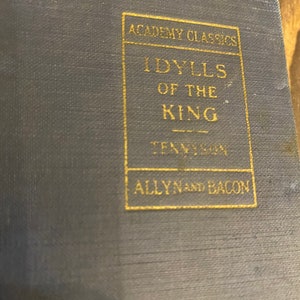 ACADEMY CLASSICS
IDYLLS
OF THE
KING
TENNYSON
ALLYN AND BACON